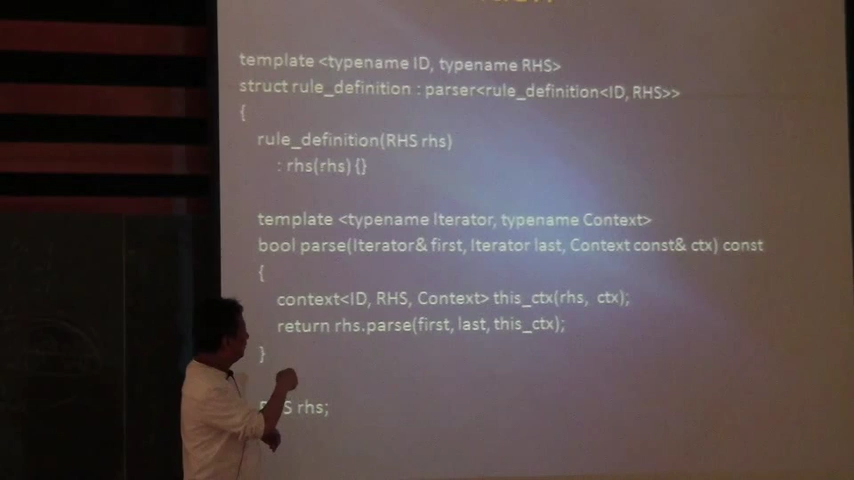 template <typename ID, typename RHS>
struct rule_definition : parser<rule_definition<ID, RHS>>
{
rule_definition(RHS rhs)
: rhs(rhs) {}
template <typename Iterator, typename Context>
bool parse(Iterator& first, Iterator last, Context const& ctx) const
{
context<ID, RHS, Context> this_ctx(rhs, ctx);
return rhs.parse(first, last, this_ctx);
}
rhs;